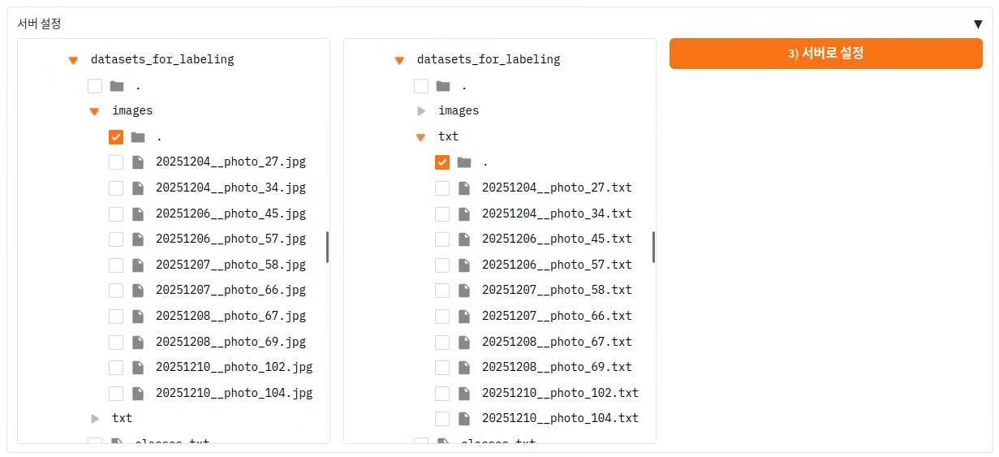 서버 설정
▼
datasets_for_labeling
.
images
.
20251204__photo_27.jpg
20251204__photo_34.jpg
20251206__photo_45.jpg
20251206__photo_57.jpg
20251207__photo_58.jpg
20251207__photo_66.jpg
20251208__photo_67.jpg
20251208__photo_69.jpg
20251210__photo_102.jpg
20251210__photo_104.jpg
txt
classes.txt
datasets_for_labeling
.
images
txt
.
20251204__photo_27.txt
20251204__photo_34.txt
20251206__photo_45.txt
20251206__photo_57.txt
20251207__photo_58.txt
20251207__photo_66.txt
20251208__photo_67.txt
20251208__photo_69.txt
20251210__photo_102.txt
20251210__photo_104.txt
classes.txt
3) 서버로 설정